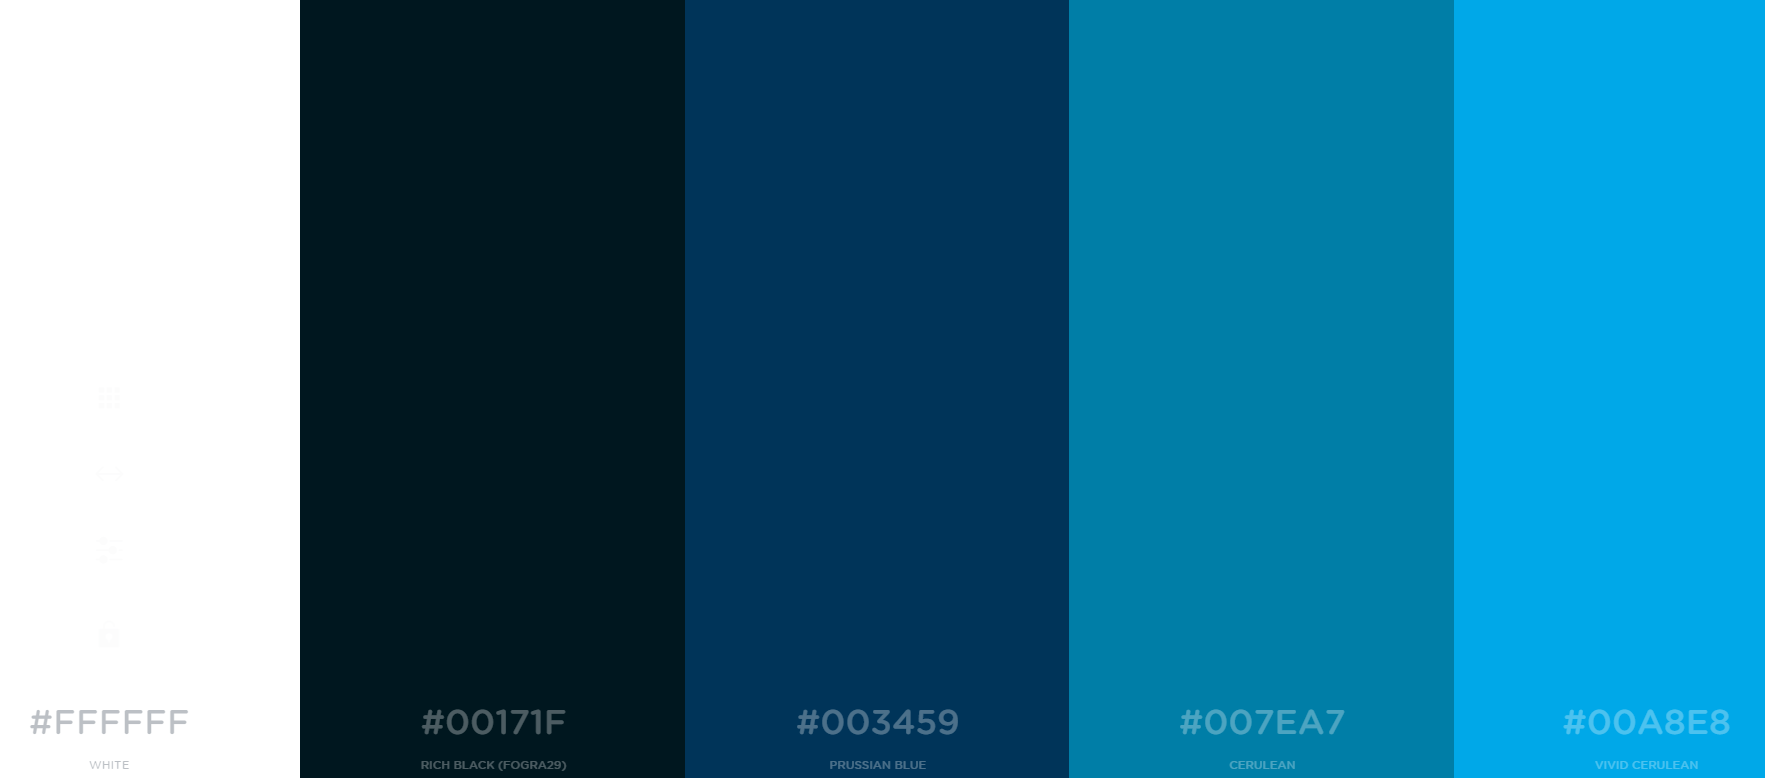 #FFFFFF
WHITE
#00171F
RICH BLACK (FOGRA29)
#003459
PRUSSIAN BLUE
#007EA7
CERULEAN
#00A8E8
VIVID CERULEAN